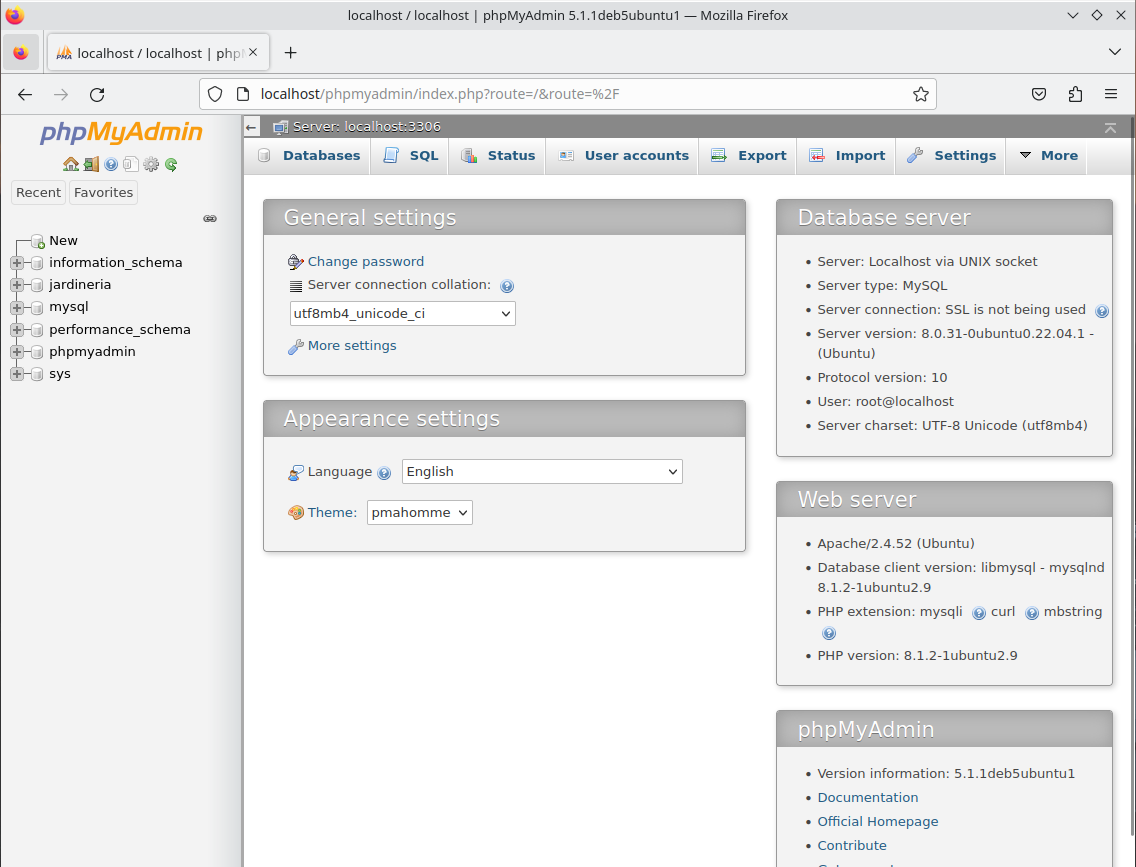 localhost / localhost | phpMyAdmin 5.1.1deb5ubuntu1 — Mozilla Firefox
localhost / localhost | php
localhost/phpmyadmin/index.php?route=/&route=%2F
phpMyAdmin
Recent
Favorites
New
information_schema
jardineria
mysql
performance_schema
phpmyadmin
sys
Server: localhost:3306
Databases
SQL
Status
User accounts
Export
Import
Settings
More
General settings
Change password
Server connection collation:
utf8mb4_unicode_ci
More settings
Appearance settings
Language
English
Theme:
pmahomme
Database server
Server: Localhost via UNIX socket
Server type: MySQL
Server connection: SSL is not being used
Server version: 8.0.31-0ubuntu0.22.04.1 -
(Ubuntu)
Protocol version: 10
User: root@localhost
Server charset: UTF-8 Unicode (utf8mb4)
Web server
Apache/2.4.52 (Ubuntu)
Database client version: libmysql - mysqlnd
8.1.2-1ubuntu2.9
PHP extension: mysqli curl mbstring
PHP version: 8.1.2-1ubuntu2.9
phpMyAdmin
Version information: 5.1.1deb5ubuntu1
Documentation
Official Homepage
Contribute